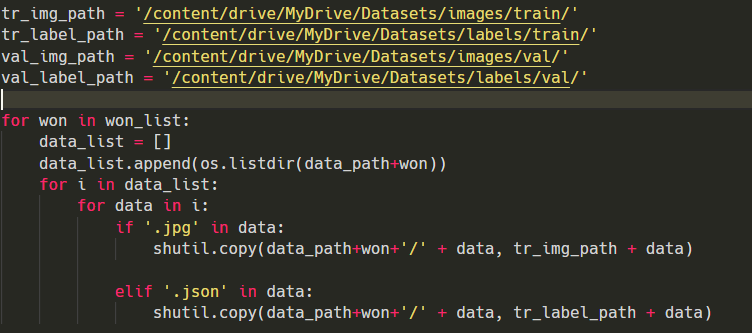 tr_img_path = '/content/drive/MyDrive/Datasets/images/train/'
tr_label_path = '/content/drive/MyDrive/Datasets/labels/train/'
val_img_path = '/content/drive/MyDrive/Datasets/images/val/'
val_label_path = '/content/drive/MyDrive/Datasets/labels/val/'

for won in won_list:
    data_list = []
    data_list.append(os.listdir(data_path+won))
    for i in data_list:
        for data in i:
            if '.jpg' in data:
                shutil.copy(data_path+won+'/' + data, tr_img_path + data)

            elif '.json' in data:
                shutil.copy(data_path+won+'/' + data, tr_label_path + data)